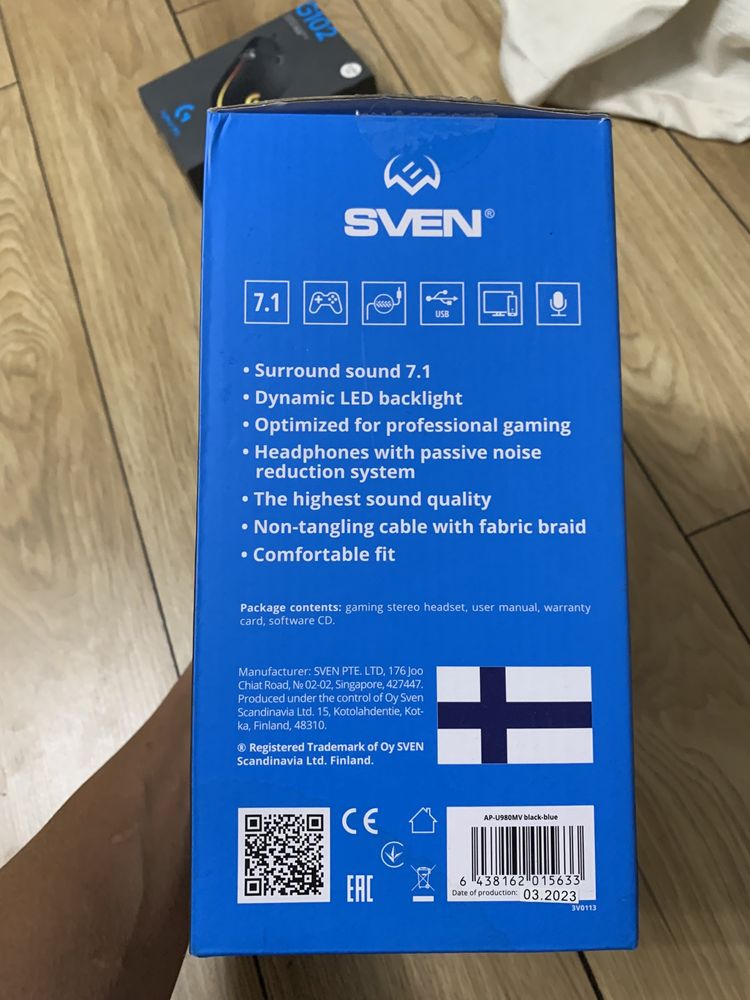 G102
G
SVEN®
7.1
USB
• Surround sound 7.1
• Dynamic LED backlight
• Optimized for professional gaming
• Headphones with passive noise
reduction system
• The highest sound quality
• Non-tangling cable with fabric braid
• Comfortable fit
Package contents: gaming stereo headset, user manual, warranty
card, software CD.
Manufacturer: SVEN PTE. LTD, 176 Joo
Chiat Road, № 02-02, Singapore, 427447.
Produced under the control of Oy Sven
Scandinavia Ltd. 15, Kotolahdentie, Kot-
ka, Finland, 48310.
® Registered Trademark of Oy SVEN
Scandinavia Ltd. Finland.
CE
EAC
AP-U980MV black-blue
6 438162 015633
Date of production: 03.2023
3V0113